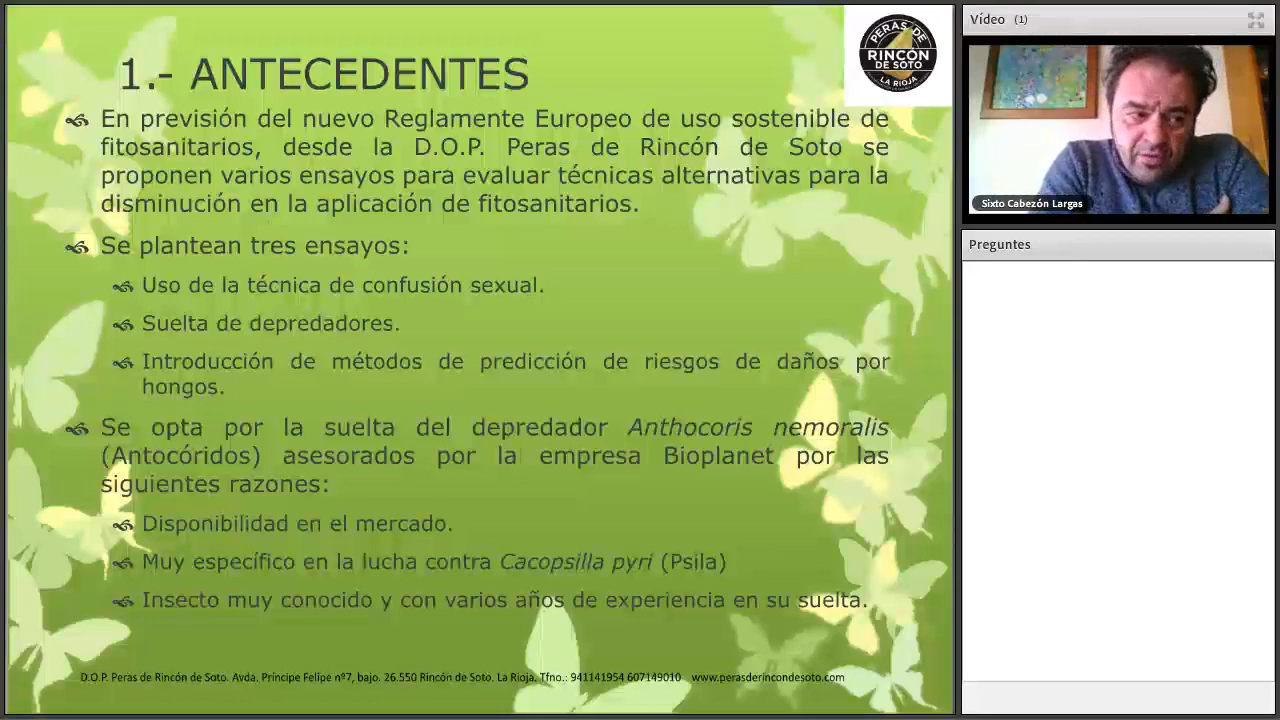 1.- ANTECEDENTES
PERAS DE
RINCÓN
DE SOTO
LA RIOJA
En previsión del nuevo Reglamente Europeo de uso sostenible de
fitosanitarios, desde la D.O.P. Peras de Rincón de Soto se
proponen varios ensayos para evaluar técnicas alternativas para la
disminución en la aplicación de fitosanitarios.
Se plantean tres ensayos:
Uso de la técnica de confusión sexual.
Suelta de depredadores.
Introducción de métodos de predicción de riesgos de daños por
hongos.
Se opta por la suelta del depredador Anthocoris nemoralis
(Antocóridos) asesorados por la empresa Bioplanet por las
siguientes razones:
Disponibilidad en el mercado.
Muy específico en la lucha contra Cacopsilla pyri (Psila)
Insecto muy conocido y con varios años de experiencia en su suelta.
D.O.P. Peras de Rincón de Soto. Avda. Príncipe Felipe nº7, bajo. 26.550 Rincón de Soto. La Rioja. Tfno.: 941141954 607149010 www.perasderincondesoto.com
Vídeo (1)
Sixto Cabezón Largas
Preguntes